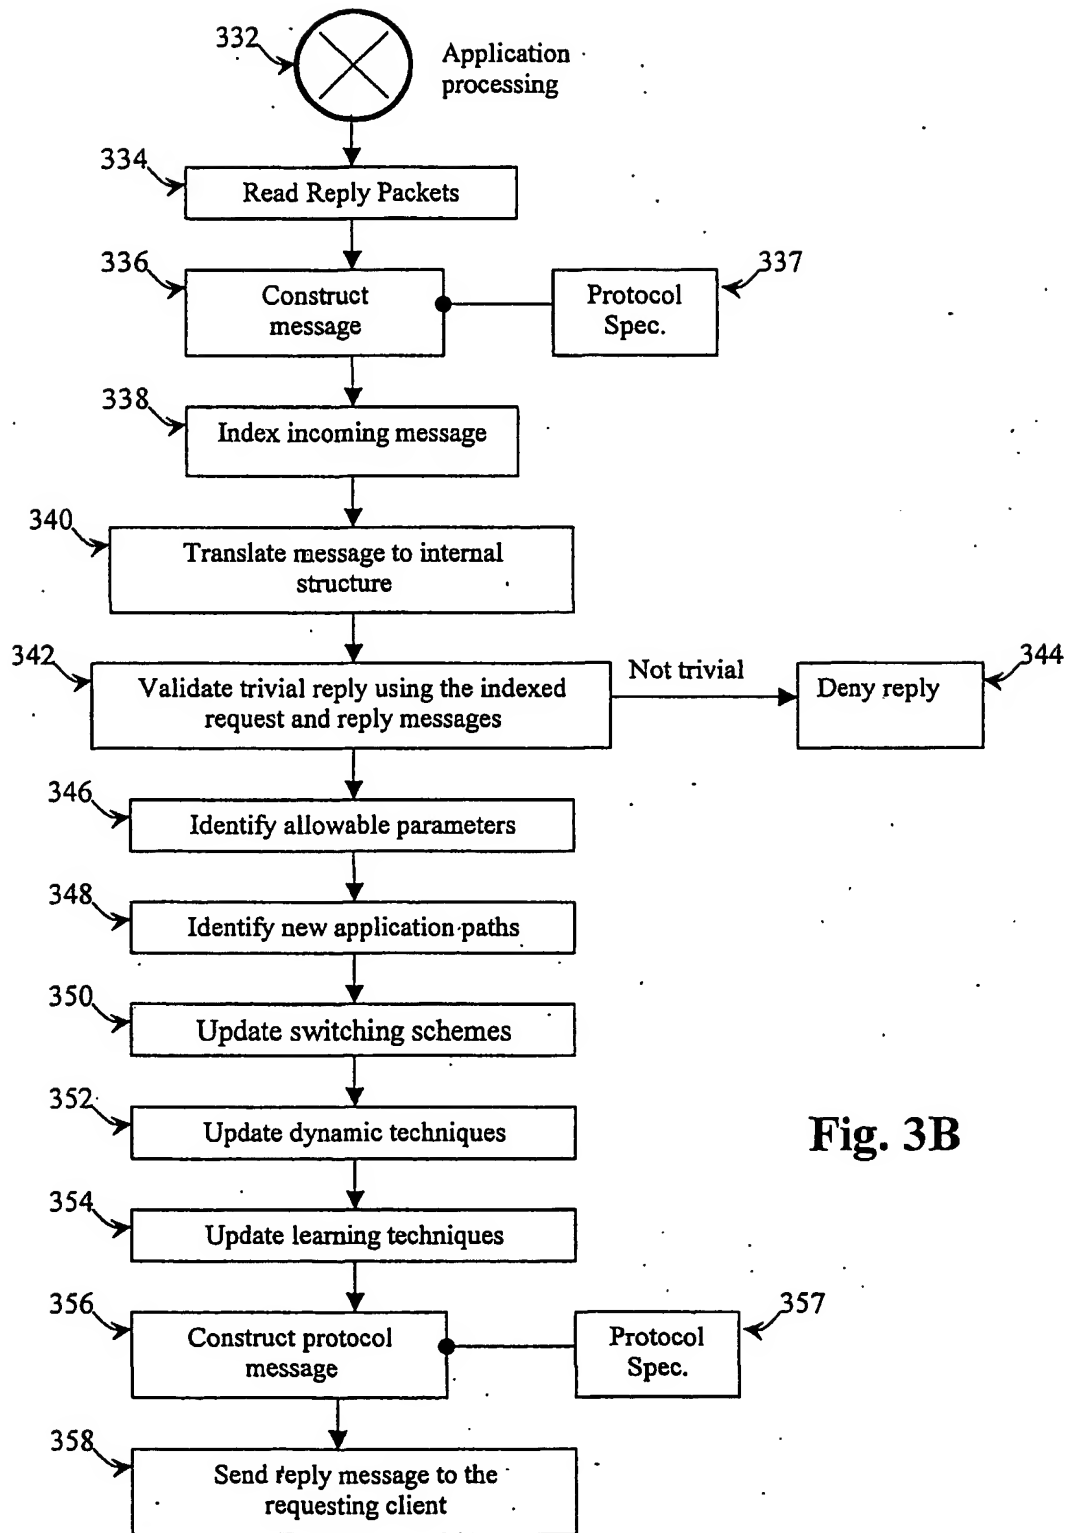 332
Application
processing
334
Read Reply Packets
336
Construct
message
337
Protocol
Spec.
338
Index incoming message
340
Translate message to internal
structure
342
Validate trivial reply using the indexed
request and reply messages
Not trivial
344
Deny reply
346
Identify allowable parameters
348
Identify new application paths
350
Update switching schemes
352
Update dynamic techniques
Fig. 3B
354
Update learning techniques
356
Construct protocol
message
357
Protocol
Spec.
358
Send reply message to the
requesting client